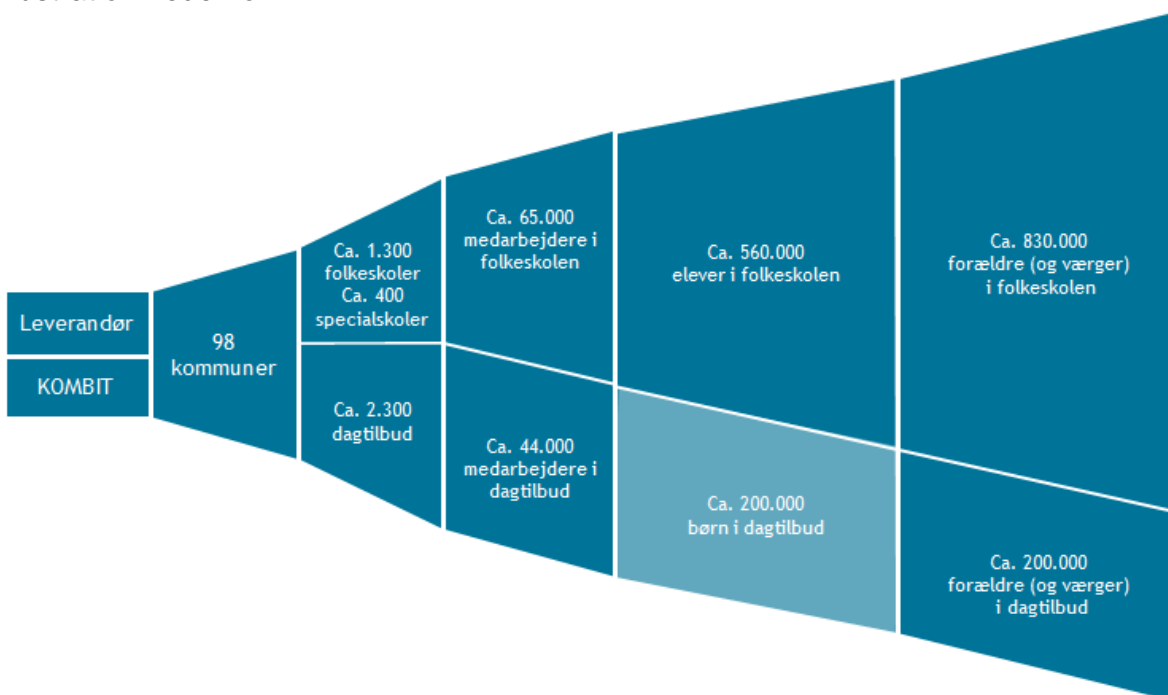 Leverandør
KOMBIT
98
kommuner
Ca. 1.300
folkeskoler
Ca. 400
specialskoler
Ca. 2.300
dagtilbud
Ca. 65.000
medarbejdere i
folkeskolen
Ca. 44.000
medarbejdere i
dagtilbud
Ca. 560.000
elever i folkeskolen
Ca. 200.000
børn i dagtilbud
Ca. 830.000
forældre (og værger)
i folkeskolen
Ca. 200.000
forældre (og værger)
i dagtilbud